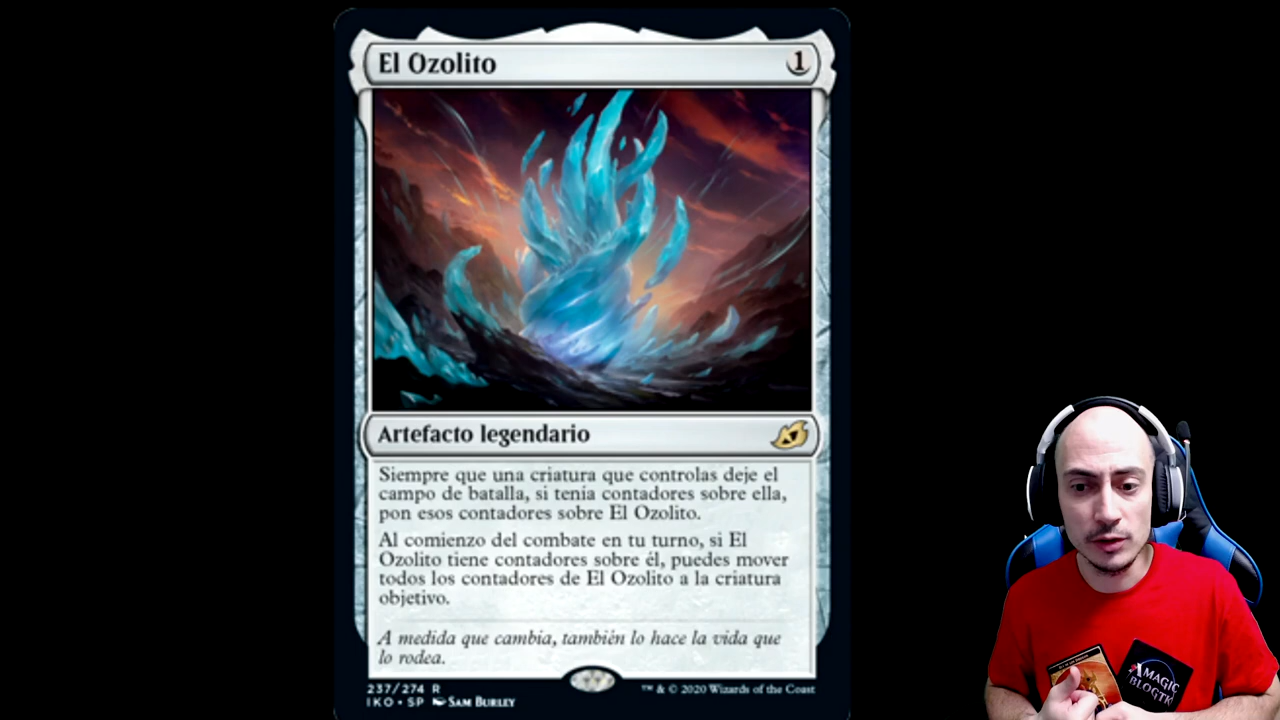 El Ozolito 1
Artefacto legendario
Siempre que una criatura que controlas deje el
campo de batalla, si tenía contadores sobre ella,
pon esos contadores sobre El Ozolito.
Al comienzo del combate en tu turno, si El
Ozolito tiene contadores sobre él, puedes mover
todos los contadores de El Ozolito a la criatura
objetivo.
A medida que cambia, también lo hace la vida que
lo rodea.
237/274 R
IKO • SP SAM BURLEY
™ & © 2020 Wizards of the Coast
MAGIC
BLOGTK